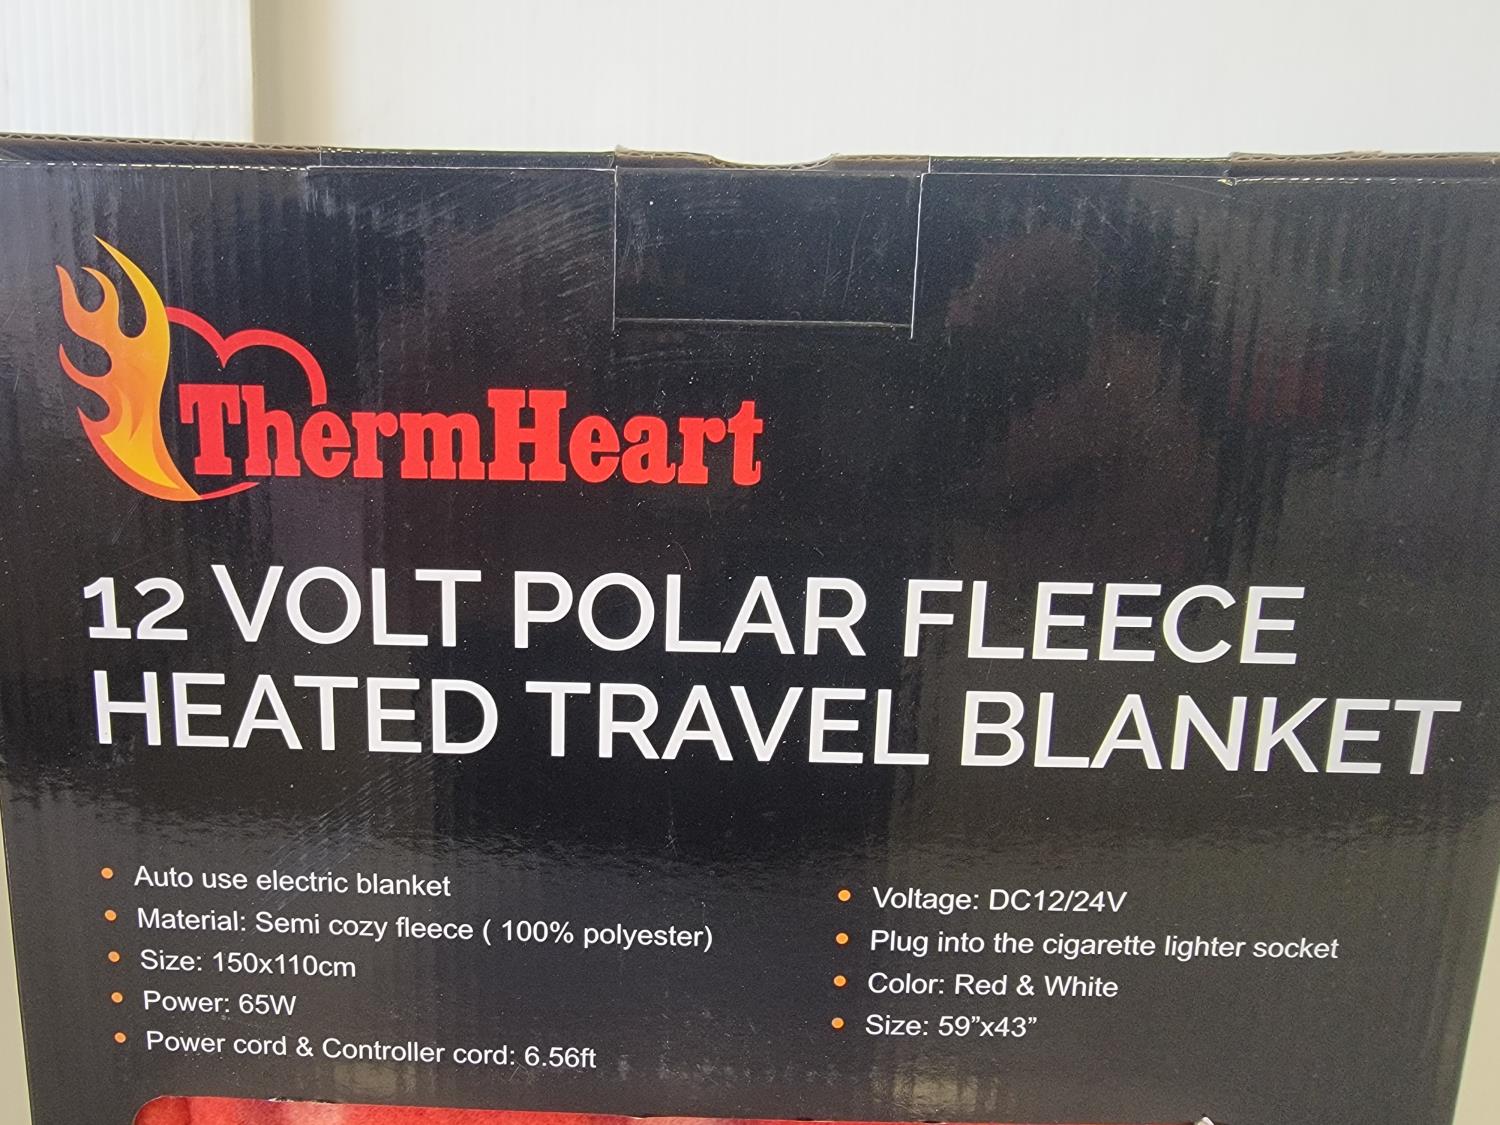 ThermHeart
12 VOLT POLAR FLEECE
HEATED TRAVEL BLANKET
Auto use electric blanket
Material: Semi cozy fleece ( 100% polyester)
Size: 150x110cm
Power: 65W
Power cord & Controller cord: 6.56ft
Voltage: DC12/24V
Plug into the cigarette lighter socket
Color: Red & White
Size: 59”x43”